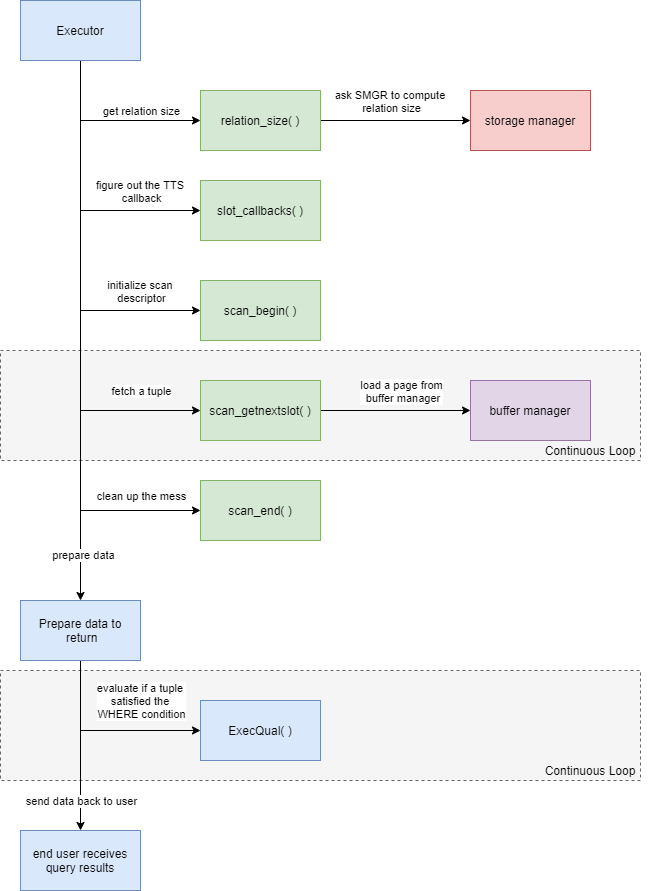 Executor
get relation size
relation_size( )
ask SMGR to compute
relation size
storage manager
figure out the TTS
callback
slot_callbacks( )
initialize scan
descriptor
scan_begin( )
fetch a tuple
scan_getnextslot( )
load a page from
buffer manager
buffer manager
Continuous Loop
clean up the mess
scan_end( )
prepare data
Prepare data to
return
evaluate if a tuple
satisfied the
WHERE condition
ExecQual( )
Continuous Loop
send data back to user
end user receives
query results